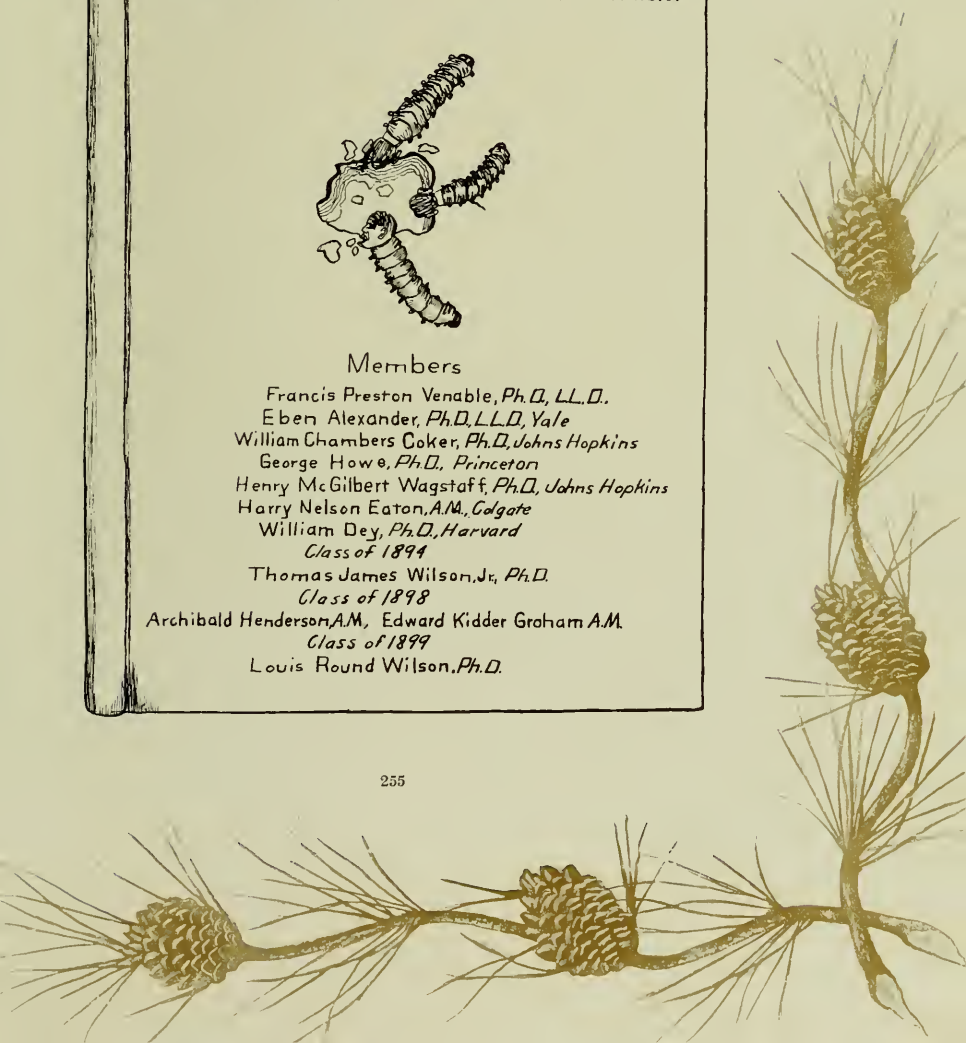 Members
Francis Preston Venable, Ph.D., LL.D.
Eben Alexander, Ph.D., L.L.D., Yale
William Chambers Coker, Ph.D., Johns Hopkins
George Howe, Ph.D., Princeton
Henry McGilbert Wagstaff, Ph.D., Johns Hopkins
Harry Nelson Eaton, A.M., Colgate
William Dey, Ph.D., Harvard
Class of 1894
Thomas James Wilson, Jr., Ph.D.
Class of 1898
Archibald Henderson, A.M., Edward Kidder Graham A.M.
Class of 1899
Louis Round Wilson, Ph.D.
255